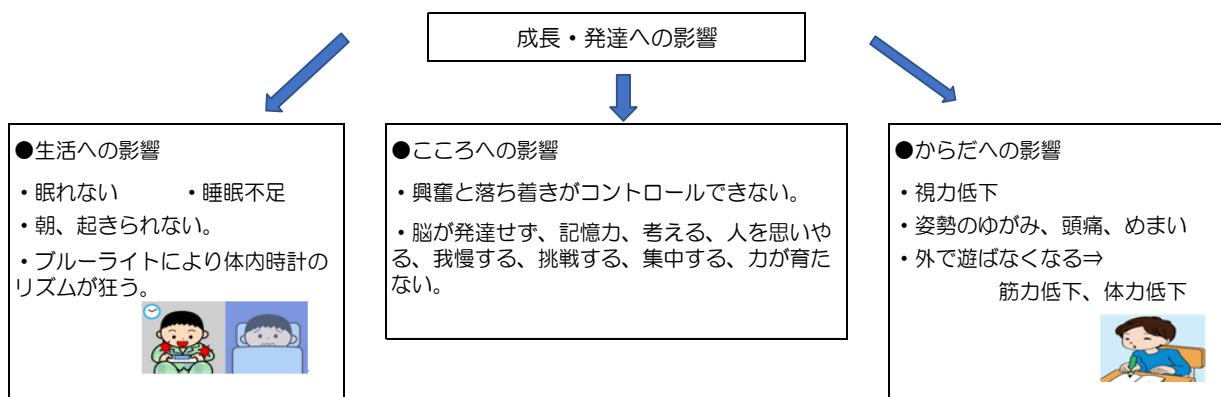 成長・発達への影響
●生活への影響
・眠れない　　　・睡眠不足
・朝、起きられない。
・ブルーライトにより体内時計の
リズムが狂う。
●こころへの影響
・興奮と落ち着きがコントロールできない。
・脳が発達せず、記憶力、考える、人を思いや
る、我慢する、挑戦する、集中する、力が育た
ない。
●からだへの影響
・視力低下
・姿勢のゆがみ、頭痛、めまい
・外で遊ばなくなる⇒
筋力低下、体力低下